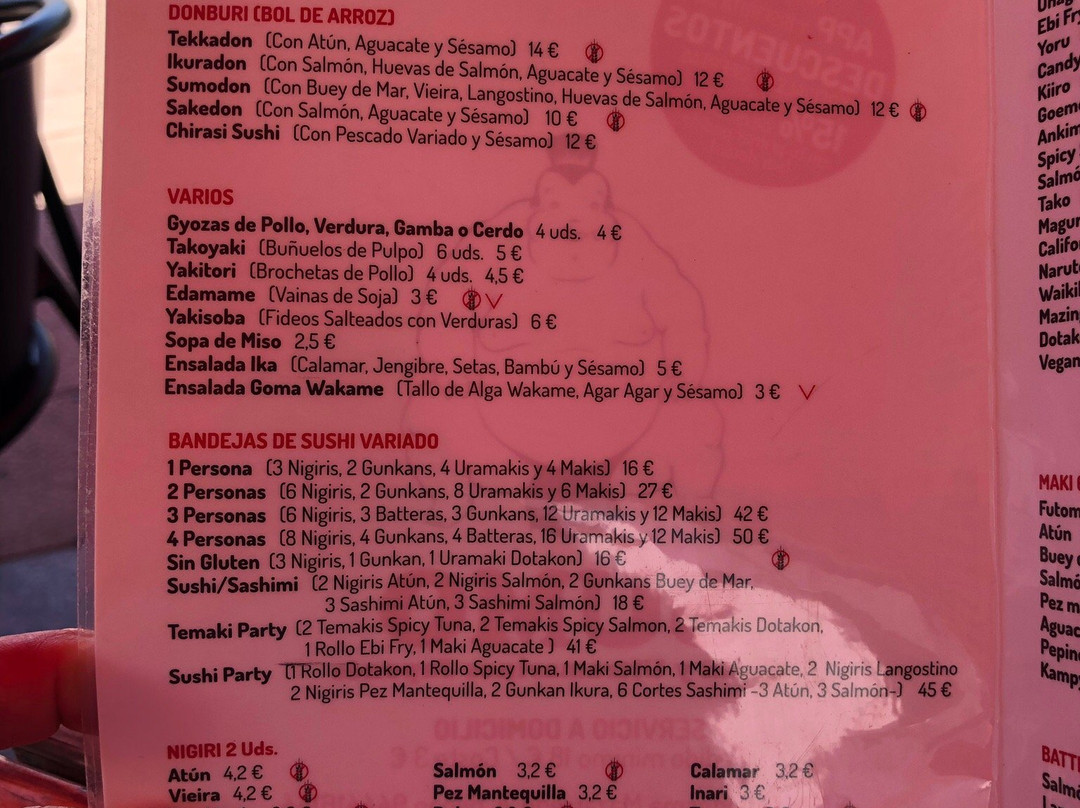 DONBURI (BOL DE ARROZ)
Tekkadon (Con Atún, Aguacate y Sésamo) 14 €
Ikuradon (Con Salmón, Huevas de Salmón, Aguacate y Sésamo) 12 €
Sumodon (Con Buey de Mar, Vieira, Langostino, Huevas de Salmón, Aguacate y Sésamo) 12 €
Sakedon (Con Salmón, Aguacate y Sésamo) 10 €
Chirasi Sushi (Con Pescado Variado y Sésamo) 12 €
VARIOS
Gyozas de Pollo, Verdura, Gamba o Cerdo 4 uds. 4 €
Takoyaki (Buñuelos de Pulpo) 6 uds. 5 €
Yakitori (Brochetas de Pollo) 4 uds. 4,5 €
Edamame (Vainas de Soja) 3 €
Yakisoba (Fideos Salteados con Verduras) 6 €
Sopa de Miso 2,5 €
Ensalada Ika (Calamar, Jengibre, Setas, Bambú y Sésamo) 5 €
Ensalada Goma Wakame (Tallo de Alga Wakame, Agar Agar y Sésamo) 3 €
BANDEJAS DE SUSHI VARIADO
1 Persona (3 Nigiris, 2 Gunkans, 4 Uramakis y 4 Makis) 16 €
2 Personas (6 Nigiris, 2 Gunkans, 8 Uramakis y 6 Makis) 27 €
3 Personas (6 Nigiris, 3 Batteras, 3 Gunkans, 12 Uramakis y 12 Makis) 42 €
4 Personas (8 Nigiris, 4 Gunkans, 4 Batteras, 16 Uramakis y 12 Makis) 50 €
Sin Gluten (3 Nigiris, 1 Gunkan, 1 Uramaki Dotakon) 16 €
Sushi/Sashimi (2 Nigiris Atún, 2 Nigiris Salmón, 2 Gunkans Buey de Mar,
3 Sashimi Atún, 3 Sashimi Salmón) 18 €
Temaki Party (2 Temakis Spicy Tuna, 2 Temakis Spicy Salmon, 2 Temakis Dotakon,
1 Rollo Ebi Fry, 1 Maki Aguacate ) 41 €
Sushi Party (1 Rollo Dotakon, 1 Rollo Spicy Tuna, 1 Maki Salmón, 1 Maki Aguacate, 2 Nigiris Langostino
2 Nigiris Pez Mantequilla, 2 Gunkan Ikura, 6 Cortes Sashimi -3 Atún, 3 Salmón-) 45 €
NIGIRI 2 Uds.
Atún 4,2 €
Vieira 4,2 €
Salmón 3,2 €
Pez Mantequilla 3,2 €
Calamar 3,2 €
Inari 3 €
Ebi Fr
Yoru
Candy
Kiiro
Goem
Ankim
Spicy
Salmó
Tako
Magur
Califo
Narut
Waiki
Mazin
Dotak
Vegan
MAKI
Futom
Atún
Buey
Salmó
Pez m
Aguac
Pepin
Kamp
BATT
Salmó